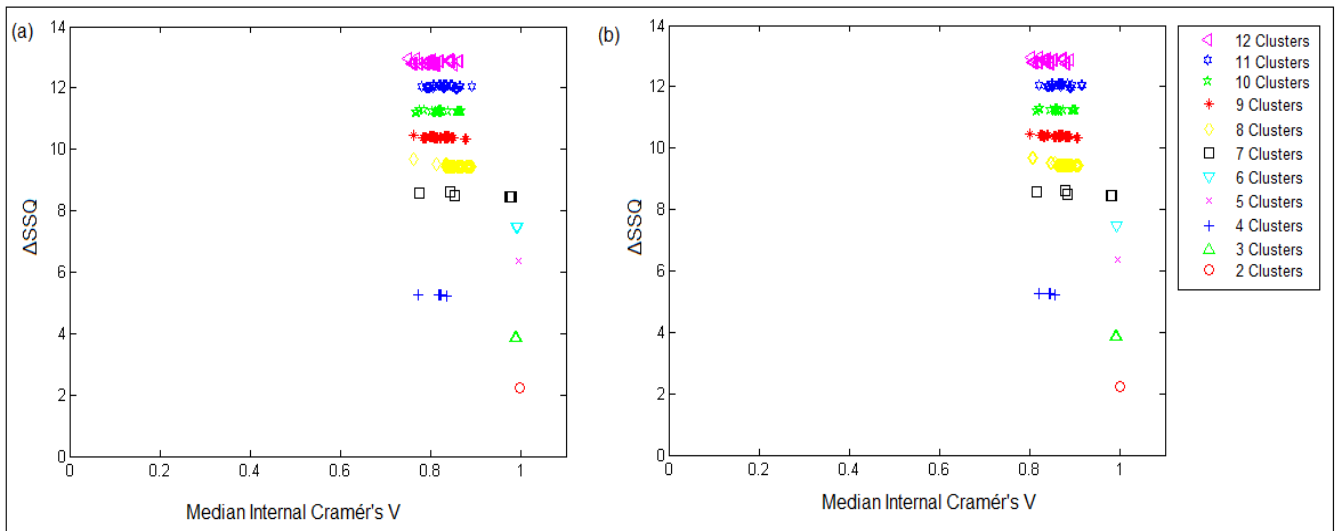 (a)
14
12
10
8
6
4
2
0
ΔSSQ
0 0.2 0.4 0.6 0.8 1
Median Internal Cramér's V
(b)
14
12
10
8
6
4
2
0
ΔSSQ
0 0.2 0.4 0.6 0.8 1
Median Internal Cramér's V
12 Clusters
11 Clusters
10 Clusters
9 Clusters
8 Clusters
7 Clusters
6 Clusters
5 Clusters
4 Clusters
3 Clusters
2 Clusters